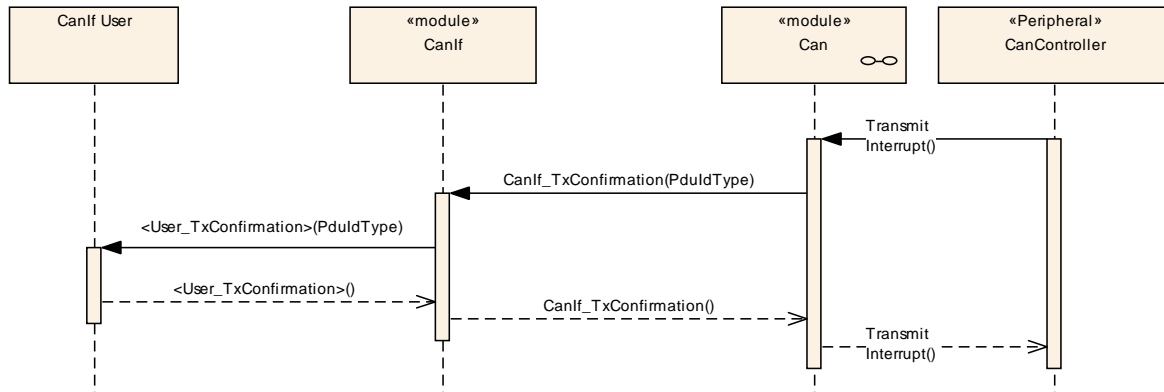 CanIf User
«module»
CanIf
«module»
Can
«Peripheral»
CanController
Transmit
Interrupt()
CanIf_TxConfirmation(PduIdType)
<User_TxConfirmation>(PduIdType)
<User_TxConfirmation>()
CanIf_TxConfirmation()
Transmit
Interrupt()